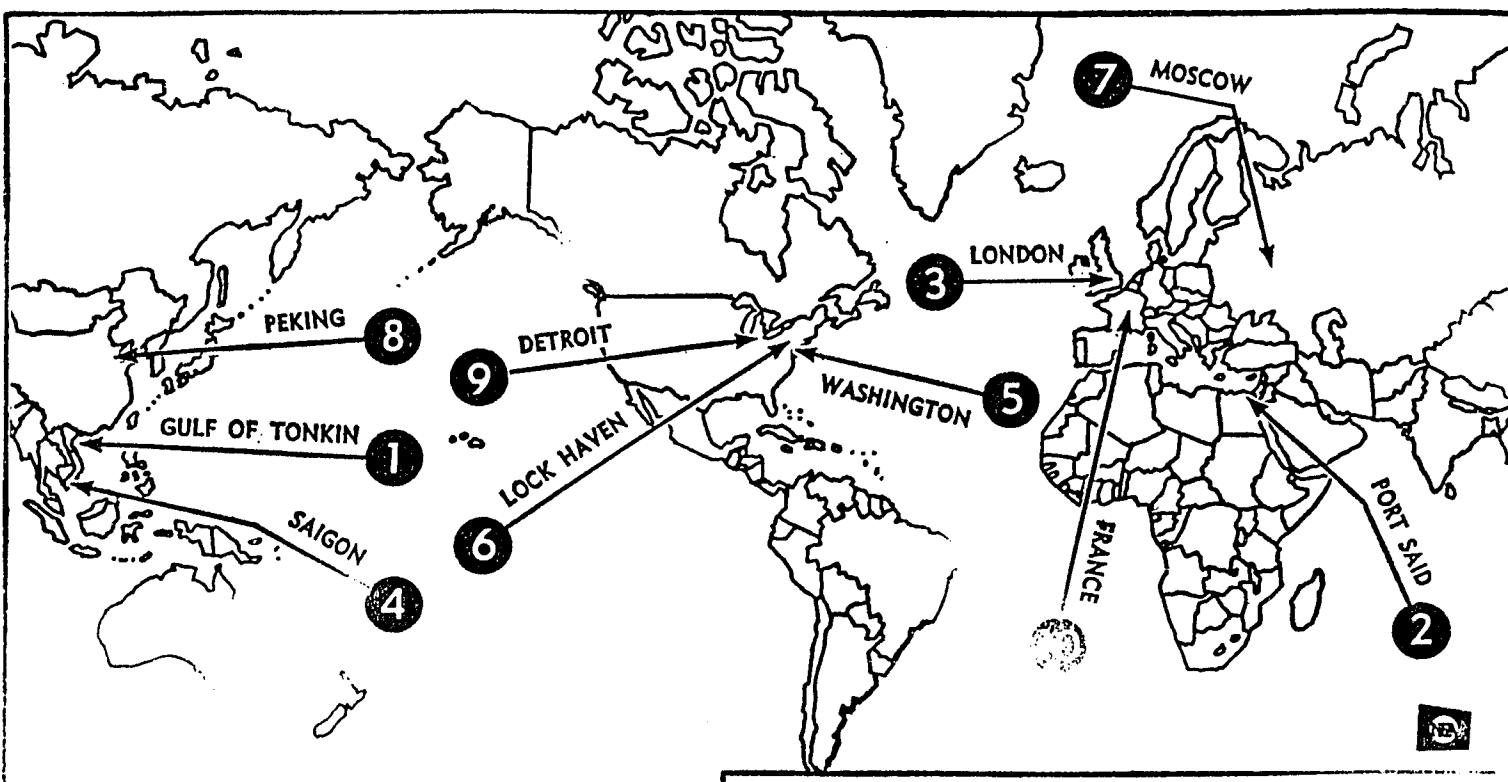 7 MOSCOW
3 LONDON
PEKING 8
DETROIT
9
WASHINGTON 5
GULF OF TONKIN 1
LOCK HAVEN
6
SAIGON
4
FRANCE
PORT SAID
2
NEA